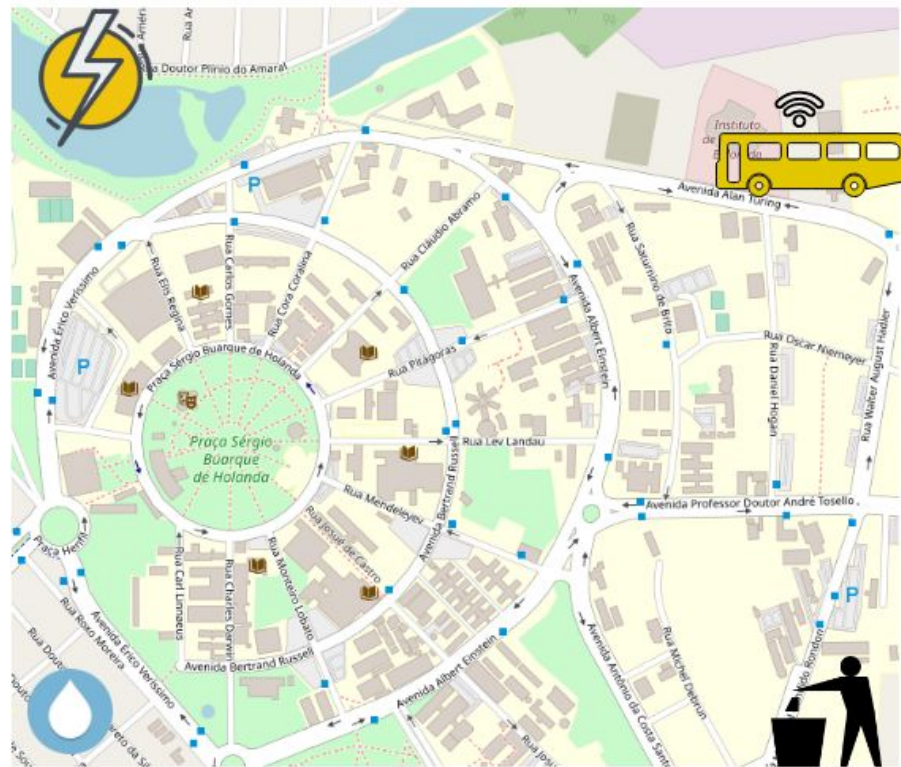 Rua Doutor Plínio do Amaral
Instituto
Avenida Alan Turing
P
Rua Cláudio Abramo
Rua Carlos Gomes
Rua Cora Coralina
Rua Elis Regina
Avenida Érico Veríssimo
Rua Saturnino de Brito
Avenida Albert Einstein
P
Rua Pitágoras
Praça Sérgio Buarque de Holanda
Rua Oscar Niemeyer
Rua Daniel Hogan
Rua Walter August Hadler
Praça Sérgio
Buarque
de Holanda
Rua Lev Landau
Avenida Bertrand Russell
Rua Mendeleyev
Avenida Professor Doutor André Tosello
Rua Josué de Castro
Rua Monteiro Lobato
Rua Carl Linnaeus
Rua Charles Darwin
P
Rua Roxo Moreira
Avenida Érico Veríssimo
Avenida Bertrand Russell
Avenida Albert Einstein
Rua Michel Debrun
Avenida Antônio da Costa
Rondon